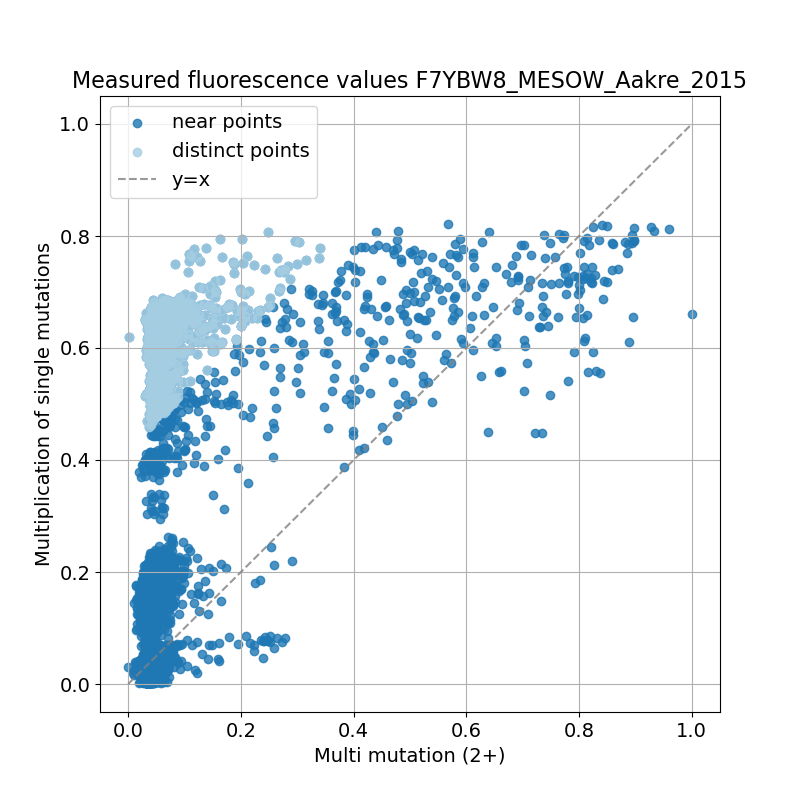 Measured fluorescence values F7YBW8_MESOW_Aakre_2015
near points
distinct points
y=x
1.0
0.8
0.6
0.4
0.2
0.0
Multiplication of single mutations
0.0 0.2 0.4 0.6 0.8 1.0
Multi mutation (2+)